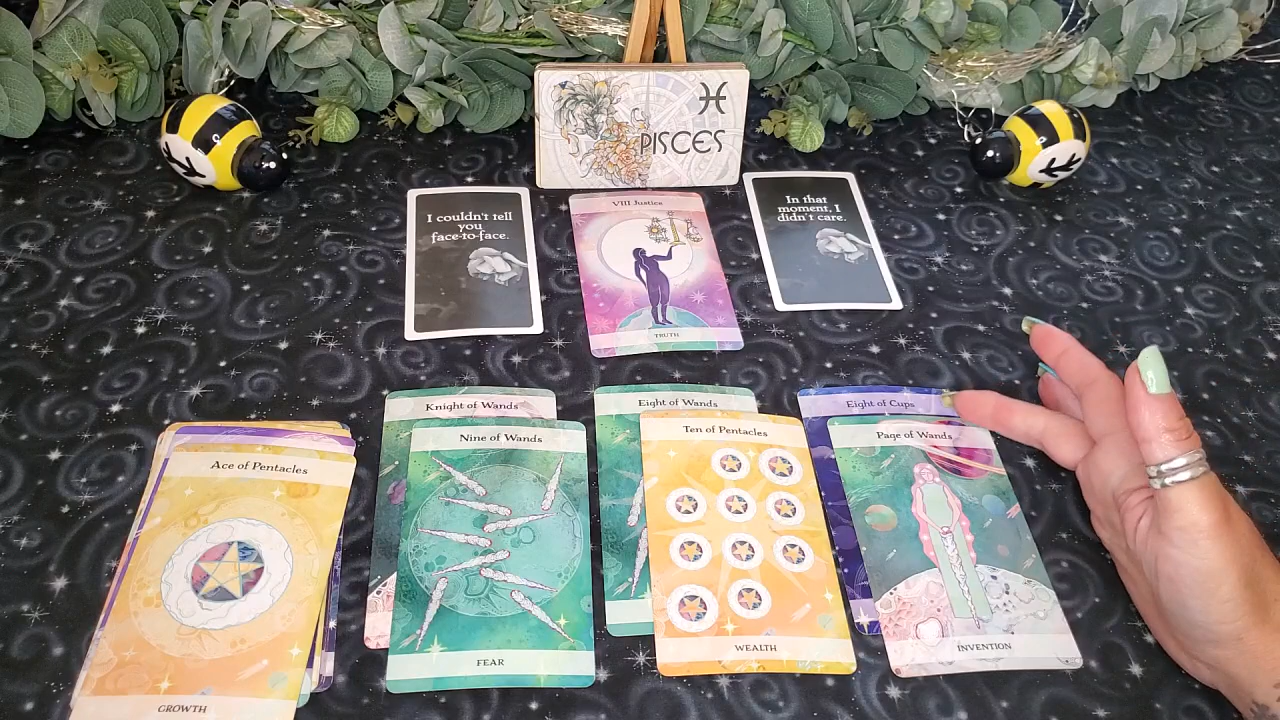 PISCES
I couldn't tell
you
face-to-face.
VIII Justice
TRUTH
In that
moment, I
didn't care.
Knight of Wands
Nine of Wands
FEAR
Eight of Wands
Ten of Pentacles
WEALTH
Eight of Cups
Page of Wands
INVENTION
Ace of Pentacles
GROWTH